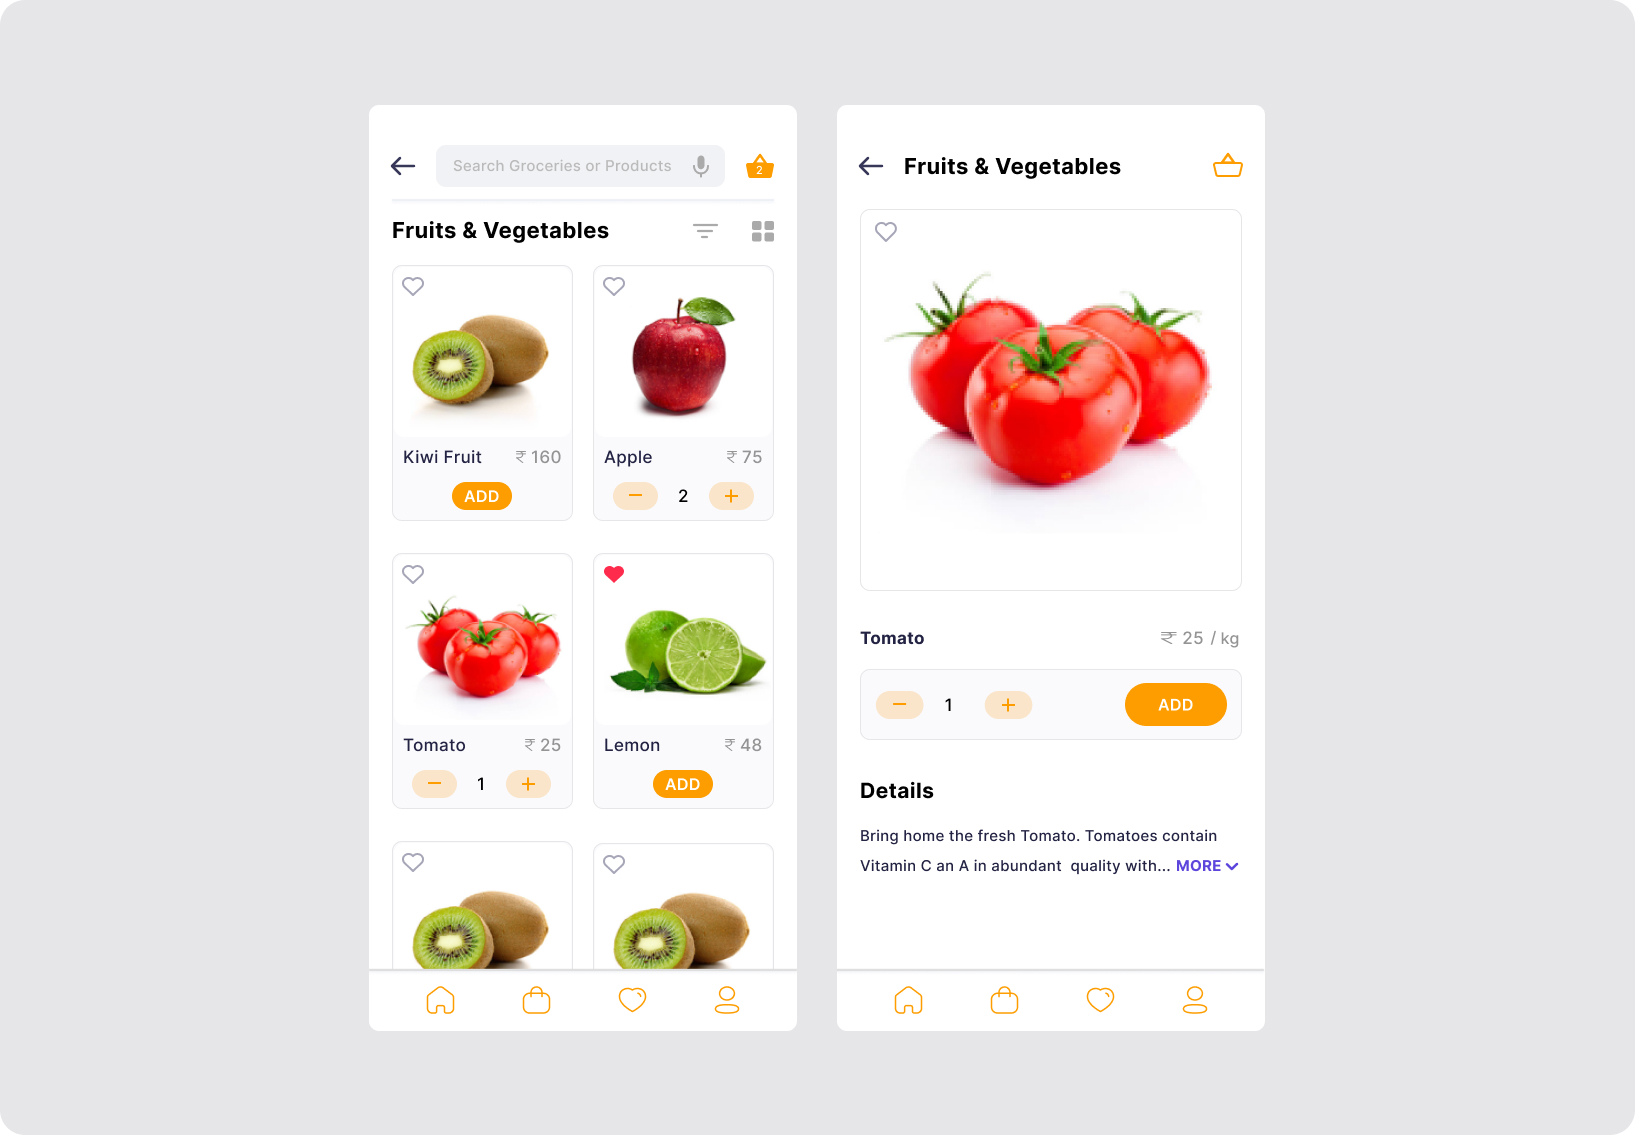 Search Groceries or Products
2
Fruits & Vegetables
Kiwi Fruit ₹ 160
ADD
Apple ₹ 75
2
Tomato ₹ 25
1
Lemon ₹ 48
ADD
Fruits & Vegetables
Tomato ₹ 25 / kg
1 ADD
Details
Bring home the fresh Tomato. Tomatoes contain
Vitamin C an A in abundant  quality with... MORE